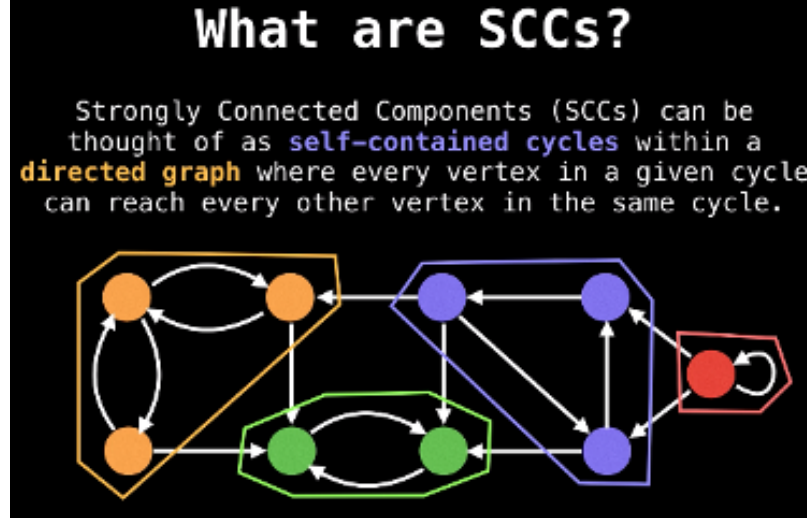 What are SCCs?
Strongly Connected Components (SCCs) can be
thought of as self-contained cycles within a
directed graph where every vertex in a given cycle
can reach every other vertex in the same cycle.